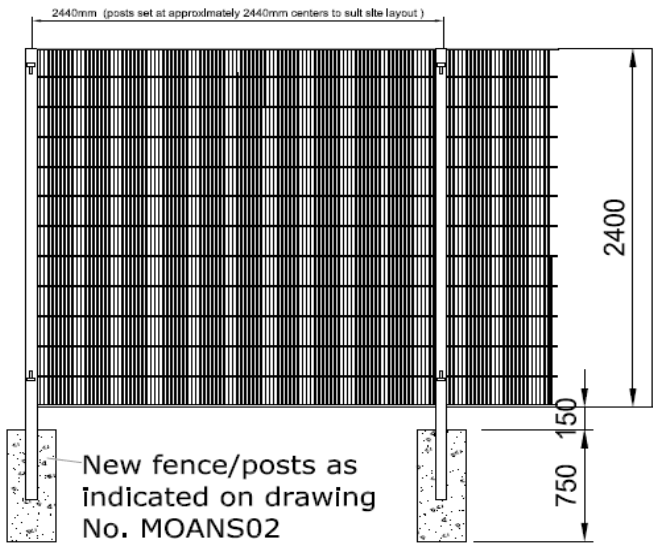 2440mm (posts set at approximately 2440mm centers to suit site layout )
2400
150
750
New fence/posts as
indicated on drawing
No. MOANS02